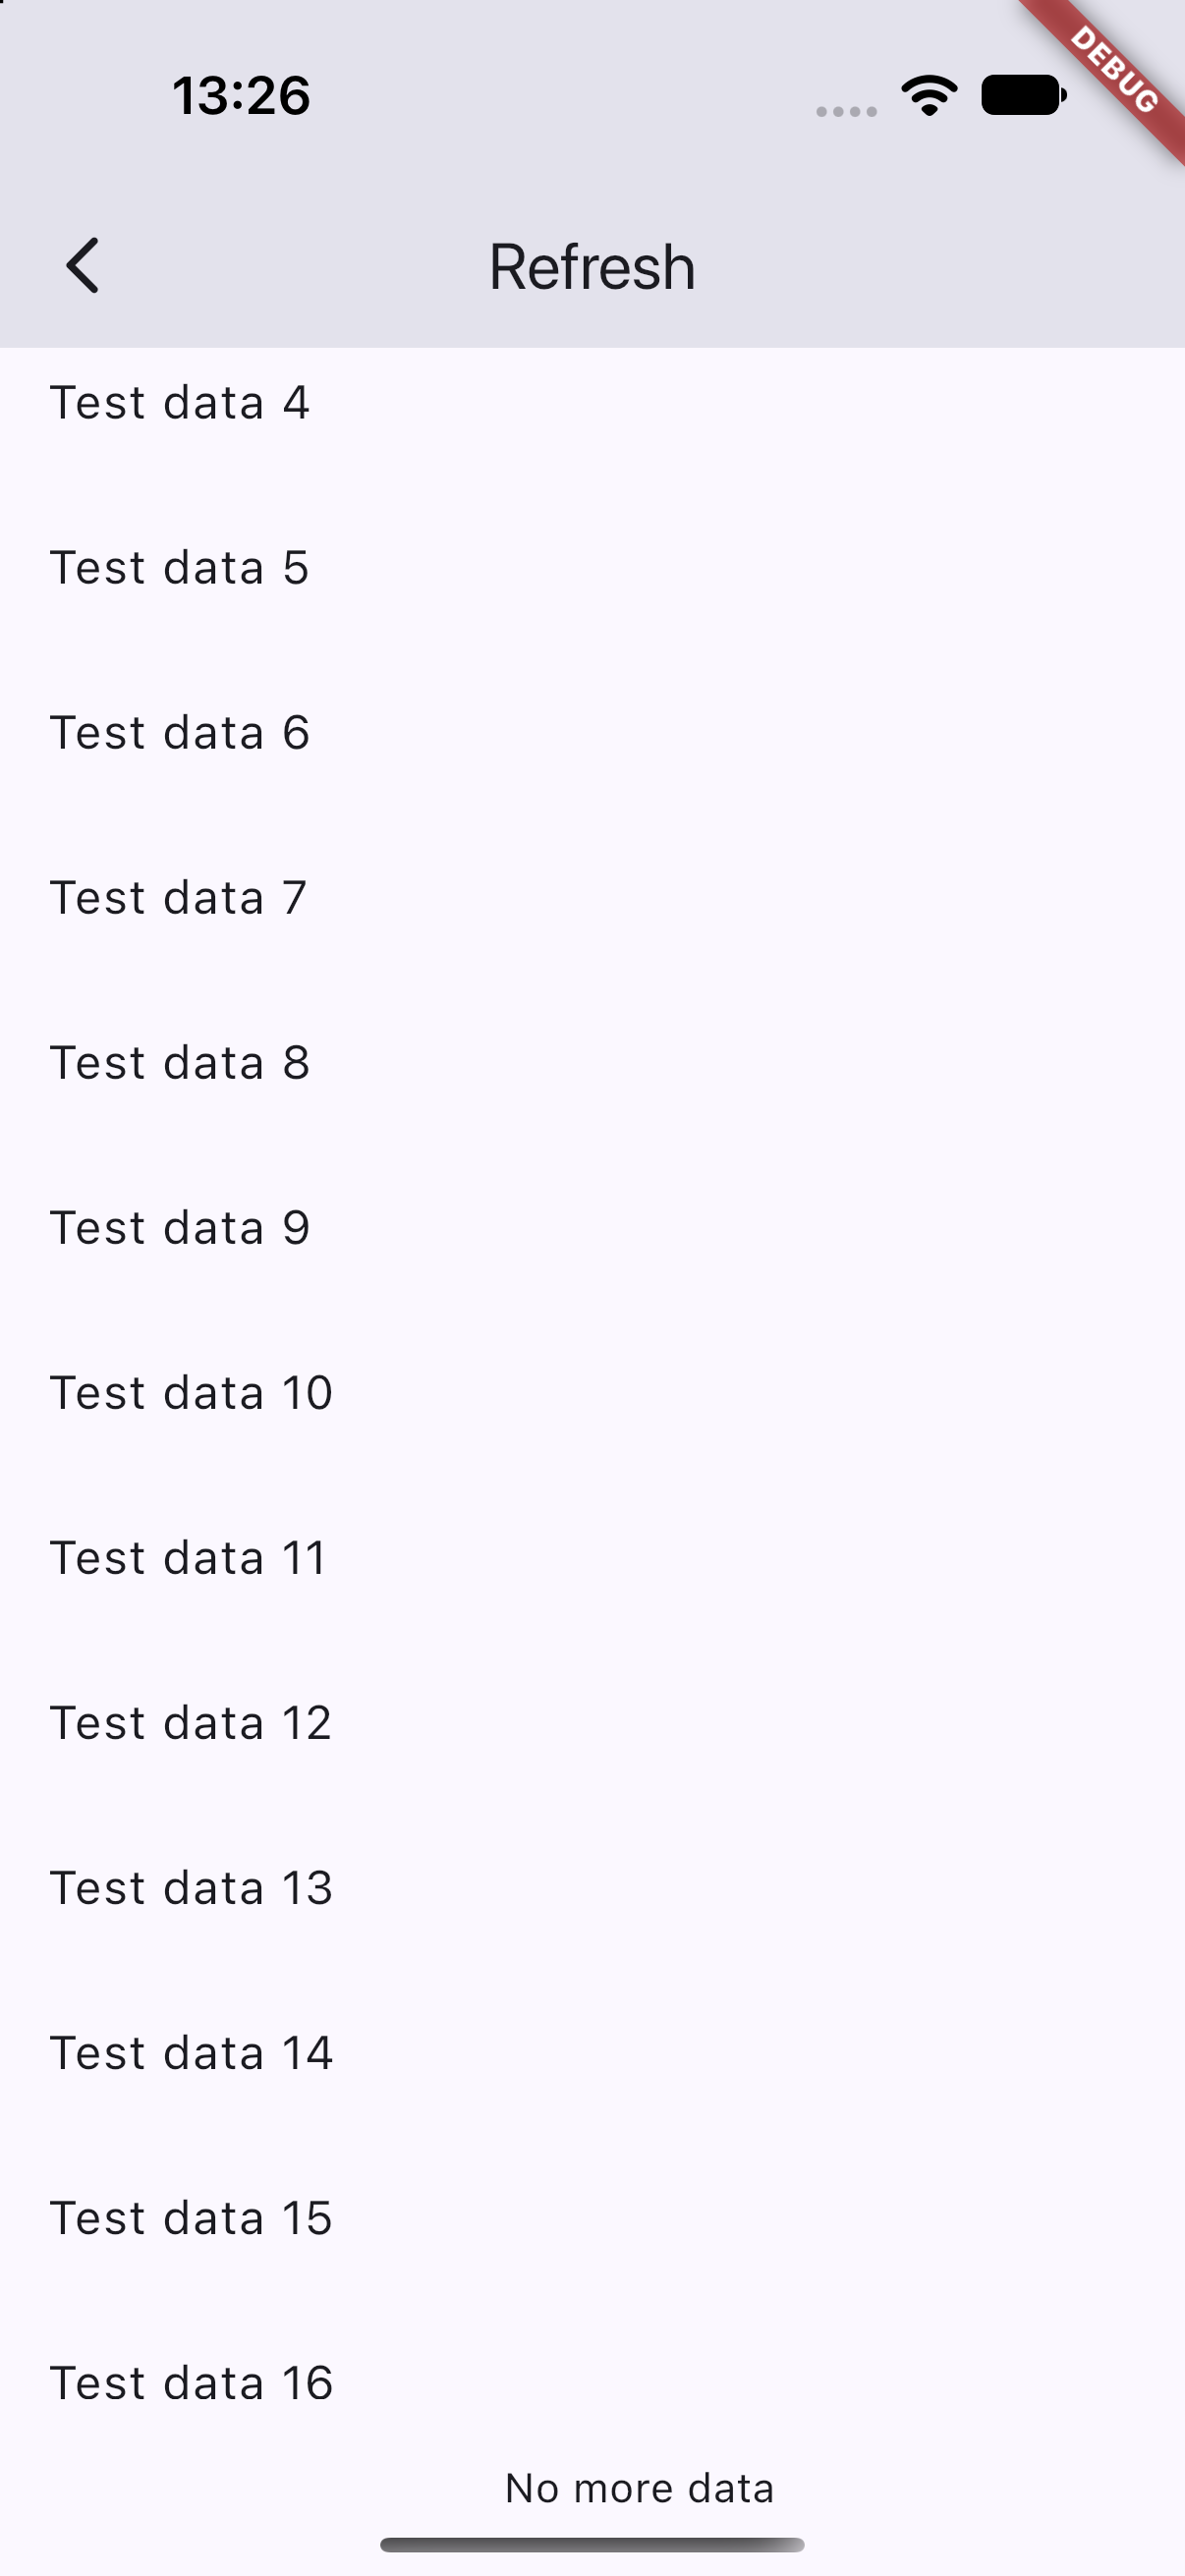 13:26
DEBUG
Refresh
Test data 4
Test data 5
Test data 6
Test data 7
Test data 8
Test data 9
Test data 10
Test data 11
Test data 12
Test data 13
Test data 14
Test data 15
Test data 16
No more data